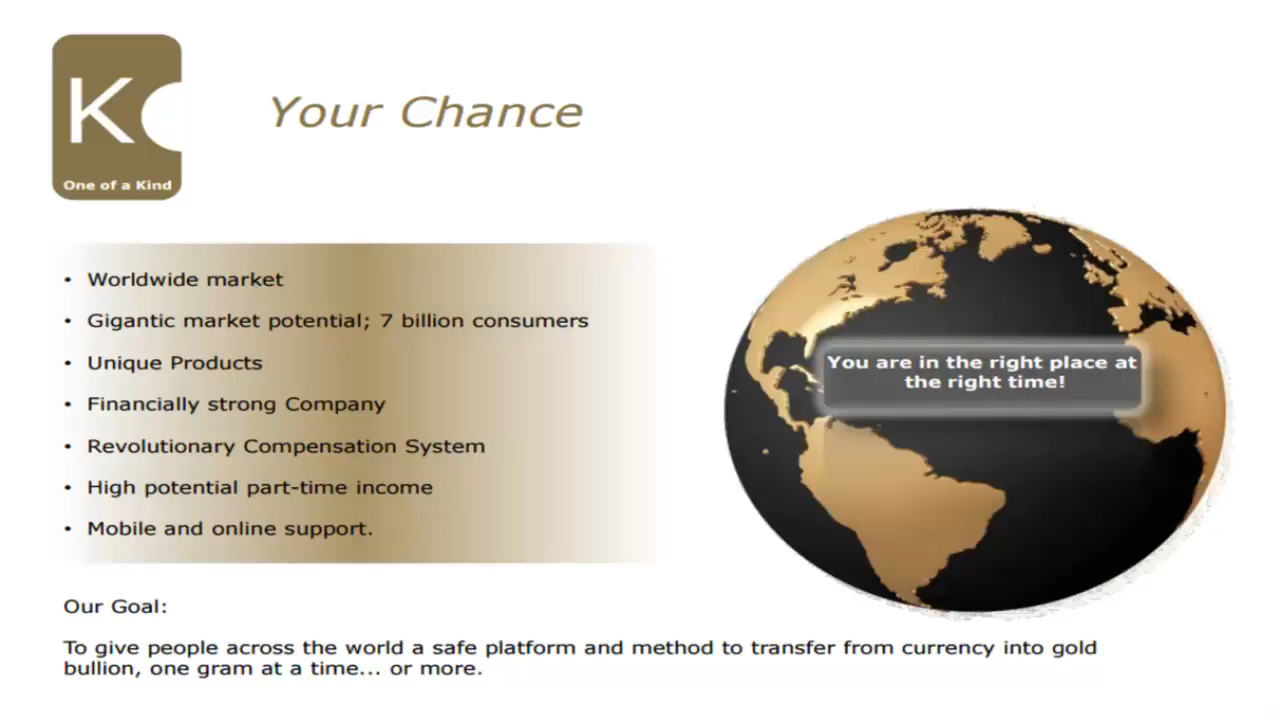 K
One of a Kind
Your Chance
• Worldwide market
• Gigantic market potential; 7 billion consumers
• Unique Products
• Financially strong Company
• Revolutionary Compensation System
• High potential part-time income
• Mobile and online support.
You are in the right place at
the right time!
Our Goal:
To give people across the world a safe platform and method to transfer from currency into gold
bullion, one gram at a time... or more.